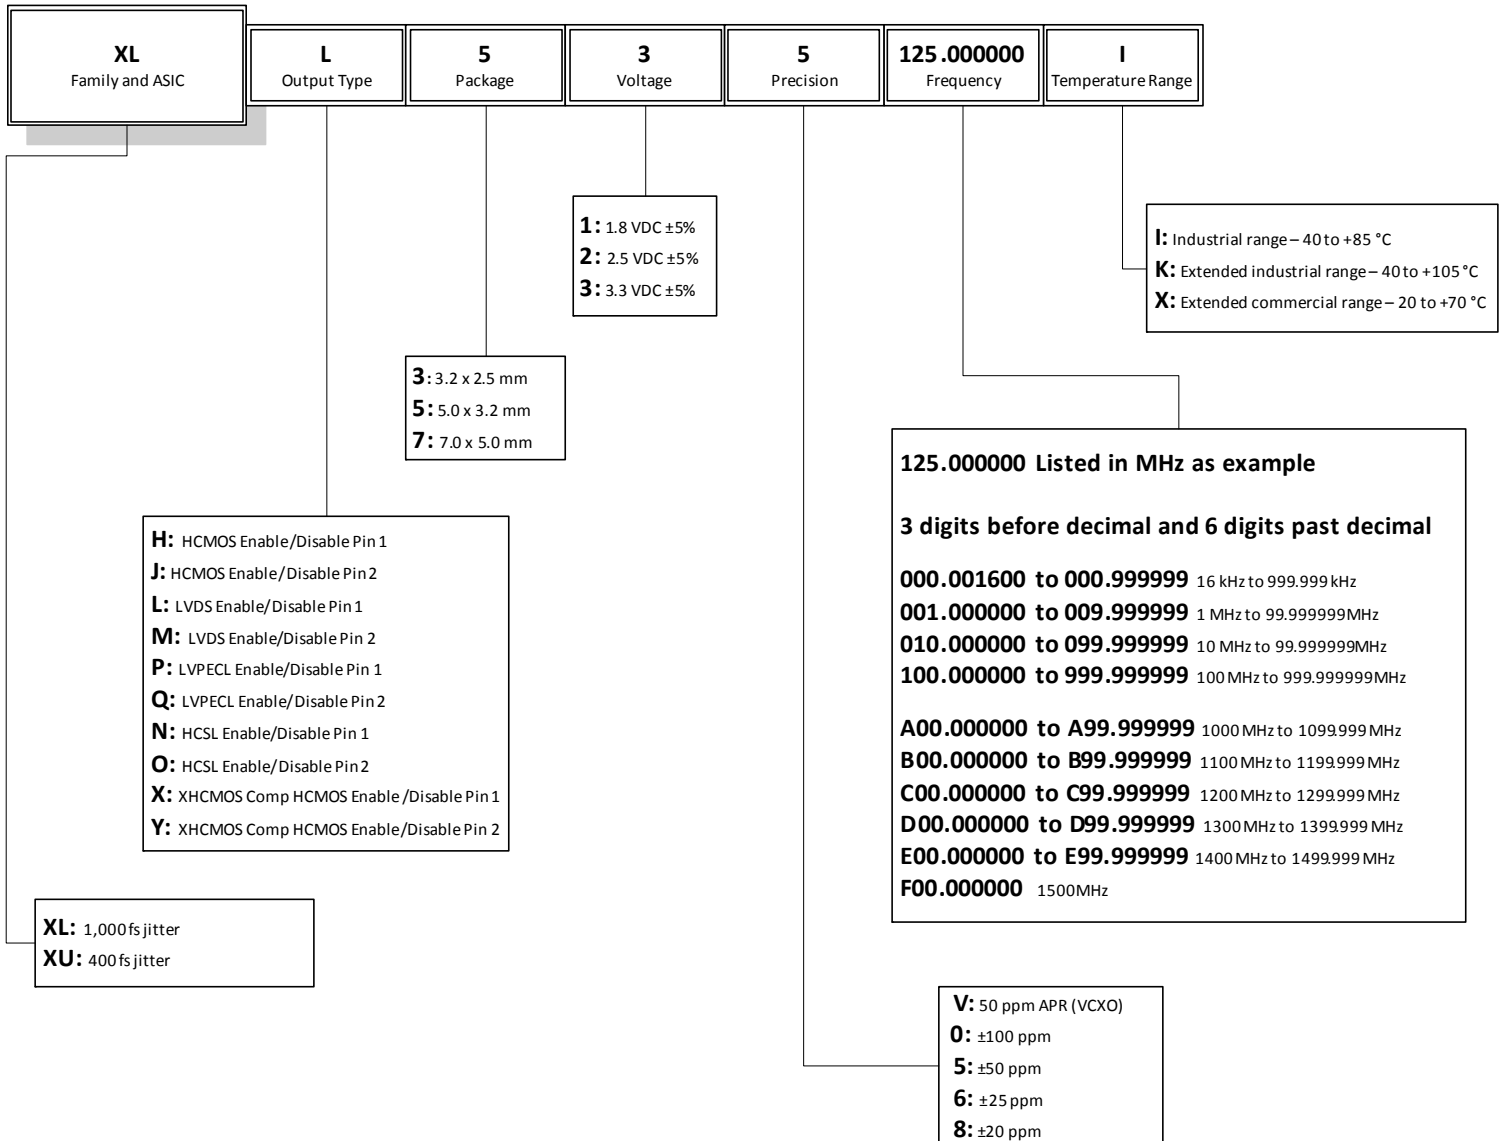 XL
Family and ASIC
L
Output Type
5
Package
3
Voltage
5
Precision
125.000000
Frequency
I
Temperature Range
1: 1.8 VDC ±5%
2: 2.5 VDC ±5%
3: 3.3 VDC ±5%
I: Industrial range – 40 to +85 °C
K: Extended industrial range – 40 to +105 °C
X: Extended commercial range – 20 to +70 °C
3: 3.2 x 2.5 mm
5: 5.0 x 3.2 mm
7: 7.0 x 5.0 mm
125.000000 Listed in MHz as example
3 digits before decimal and 6 digits past decimal
000.001600 to 000.999999 16 kHz to 999.999 kHz
001.000000 to 009.999999 1 MHz to 99.999999MHz
010.000000 to 099.999999 10 MHz to 99.999999MHz
100.000000 to 999.999999 100 MHz to 999.999999MHz
A00.000000 to A99.999999 1000 MHz to 1099.999 MHz
B00.000000 to B99.999999 1100 MHz to 1199.999 MHz
C00.000000 to C99.999999 1200 MHz to 1299.999 MHz
D00.000000 to D99.999999 1300 MHz to 1399.999 MHz
E00.000000 to E99.999999 1400 MHz to 1499.999 MHz
F00.000000 1500MHz
H: HCMOS Enable/Disable Pin 1
J: HCMOS Enable/Disable Pin 2
L: LVDS Enable/Disable Pin 1
M: LVDS Enable/Disable Pin 2
P: LVPECL Enable/Disable Pin 1
Q: LVPECL Enable/Disable Pin 2
N: HCSL Enable/Disable Pin 1
O: HCSL Enable/Disable Pin 2
X: XHCMOS Comp HCMOS Enable/Disable Pin 1
Y: XHCMOS Comp HCMOS Enable/Disable Pin 2
XL: 1,000 fs jitter
XU: 400 fs jitter
V: 50 ppm APR (VCXO)
0: ±100 ppm
5: ±50 ppm
6: ±25 ppm
8: ±20 ppm